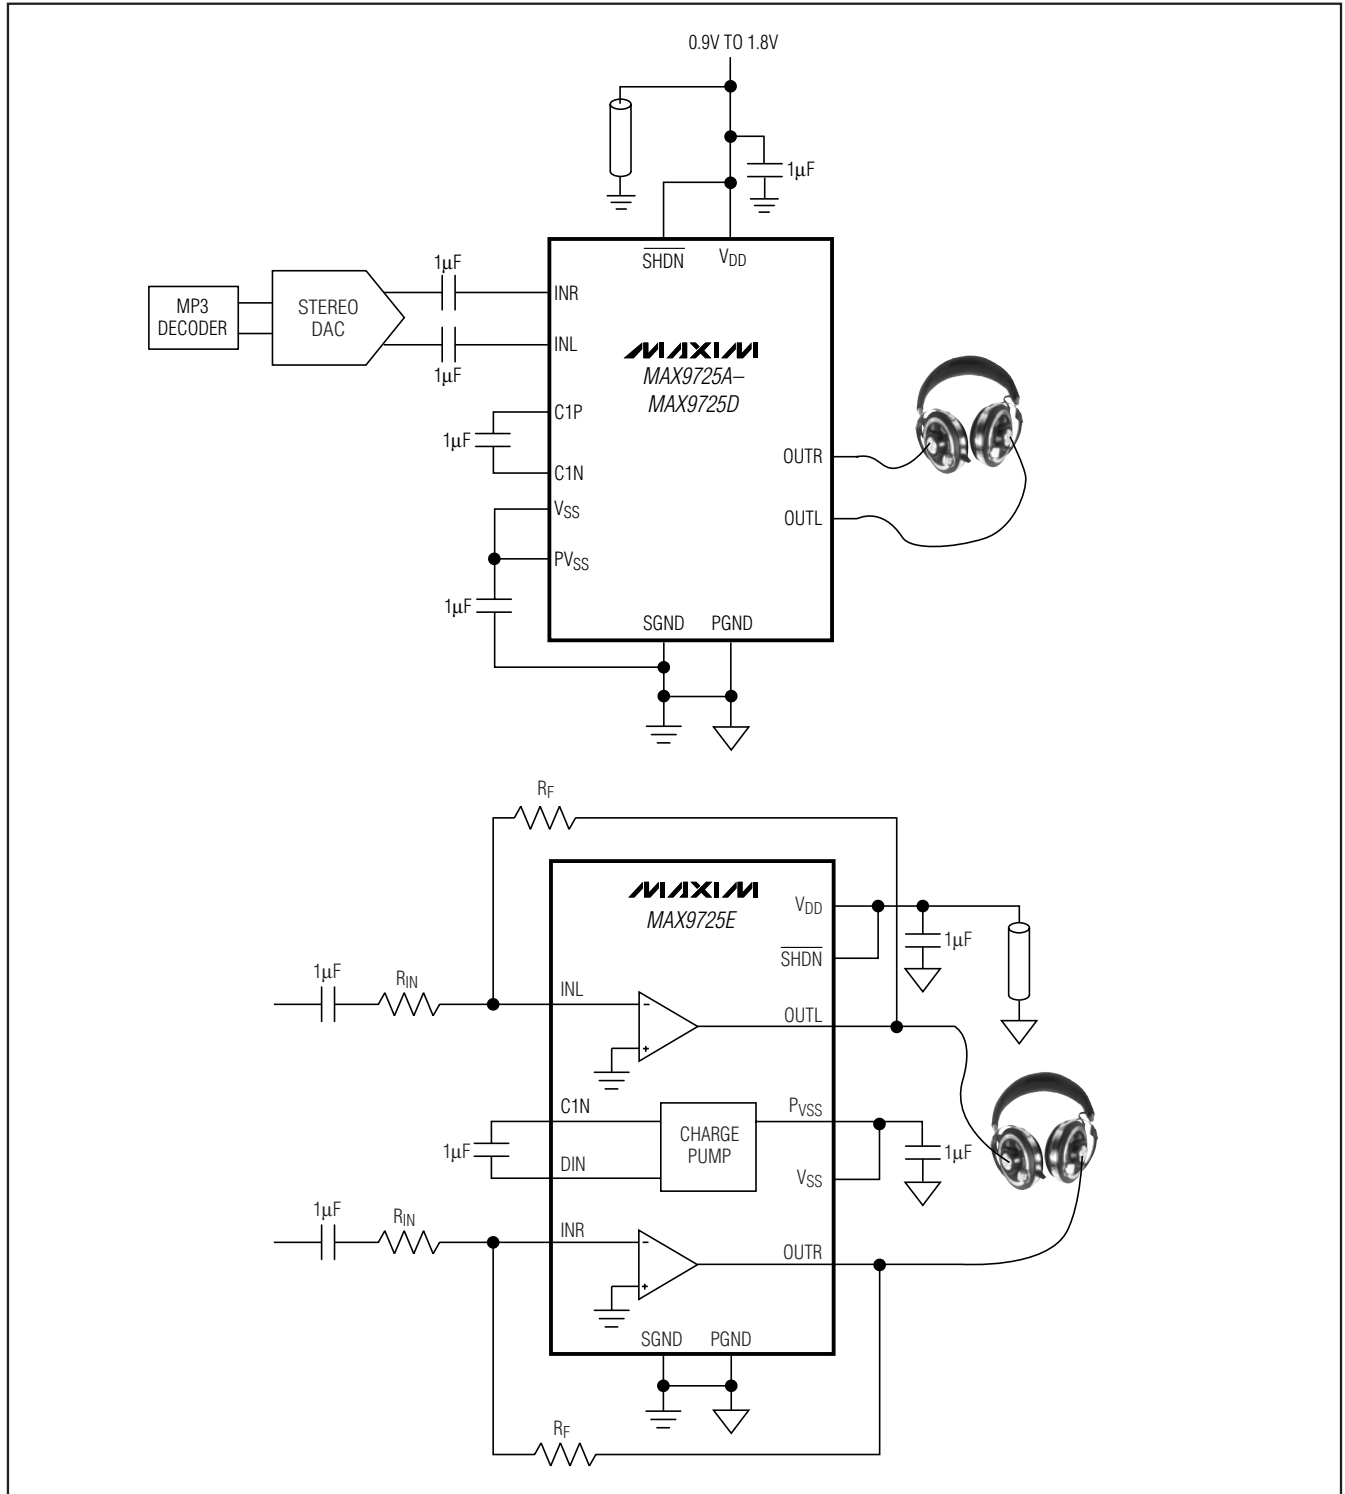 0.9V TO 1.8V
1µF
SHDN
VDD
1µF
MP3
DECODER
STEREO
DAC
INR
INL
1µF
MAXIM
MAX9725A–
MAX9725D
C1P
1µF
C1N
OUTR
VSS
OUTL
PVSS
1µF
SGND
PGND
RF
MAXIM
MAX9725E
VDD
1µF
SHDN
1µF
RIN
INL
-
OUTL
+
C1N
PVSS
CHARGE
PUMP
1µF
1µF
DIN
VSS
1µF
RIN
INR
-
OUTR
+
SGND
PGND
RF